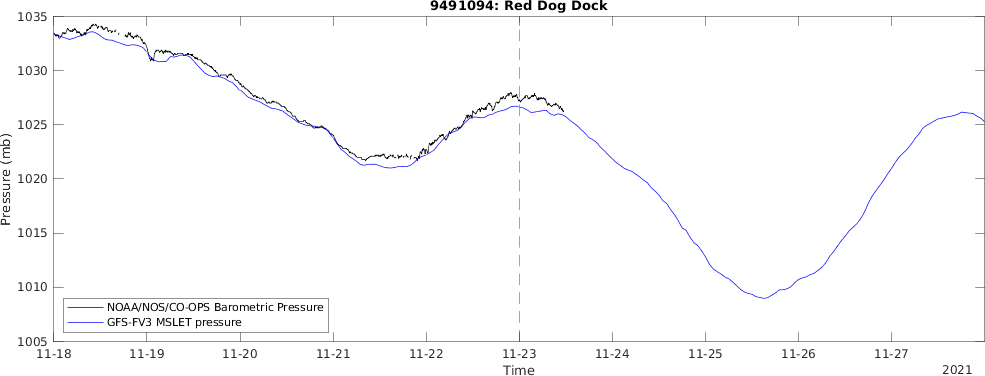 9491094: Red Dog Dock
Pressure (mb)
1035
1030
1025
1020
1015
1010
1005
NOAA/NOS/CO-OPS Barometric Pressure
GFS-FV3 MSLET pressure
11-18 11-19 11-20 11-21 11-22 11-23 11-24 11-25 11-26 11-27
Time
2021